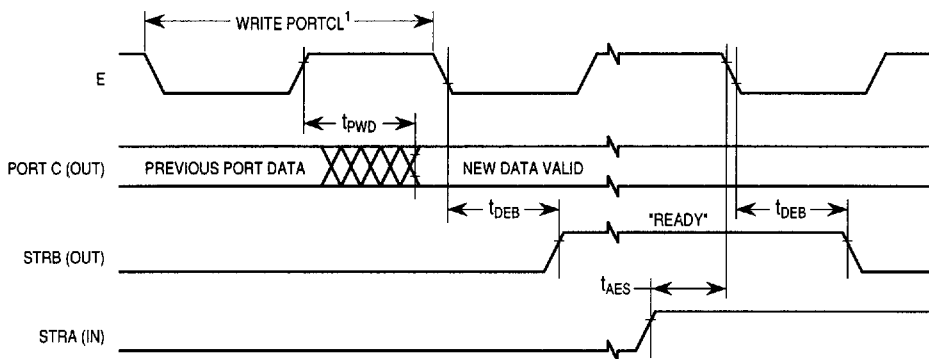 WRITE PORTCL¹
E
tPWD
PORT C (OUT)
PREVIOUS PORT DATA
NEW DATA VALID
tDEB
"READY"
tDEB
STRB (OUT)
tAES
STRA (IN)